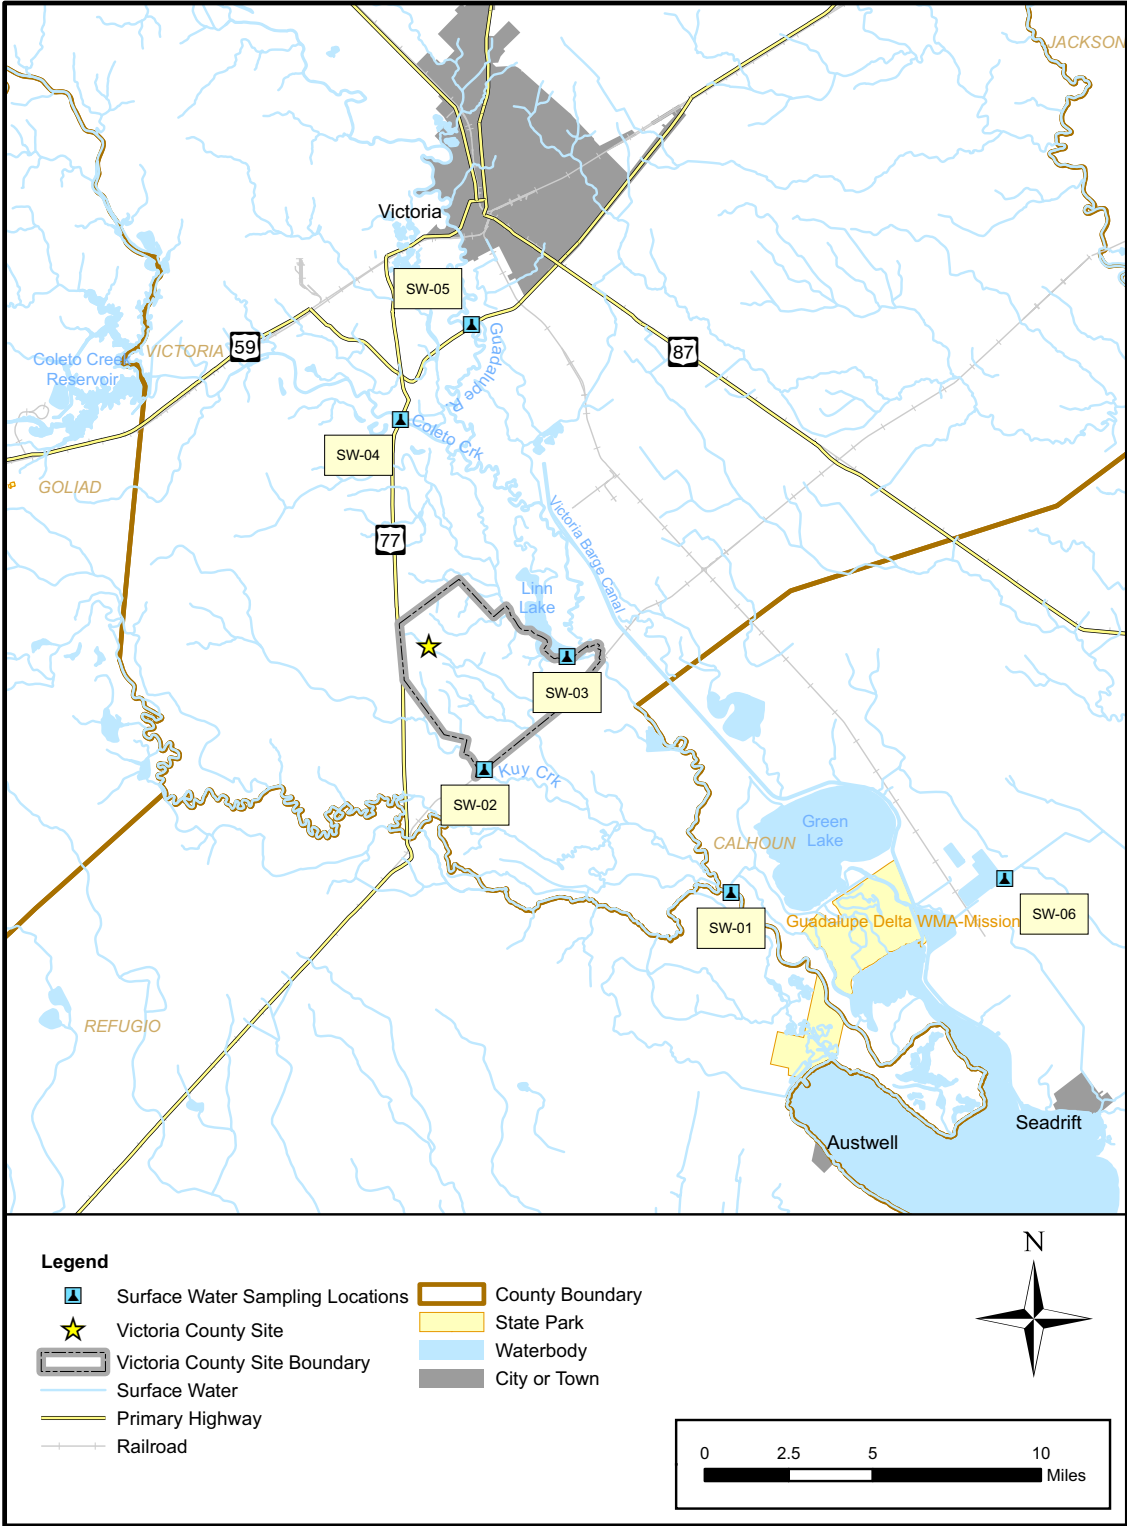 JACKSON
Victoria
SW-05
59
VICTORIA
Coleto Creek
Reservoir
87
Guadalupe R
Coleto Crk
SW-04
GOLIAD
Victoria Barge Canal
77
Linn
Lake
SW-03
Kuy Crk
SW-02
Green
Lake
CALHOUN
Guadalupe Delta WMA-Mission
SW-06
SW-01
REFUGIO
Seadrift
Austwell
Legend
Surface Water Sampling Locations
Victoria County Site
Victoria County Site Boundary
Surface Water
Primary Highway
Railroad
County Boundary
State Park
Waterbody
City or Town
N
0 2.5 5 10
Miles